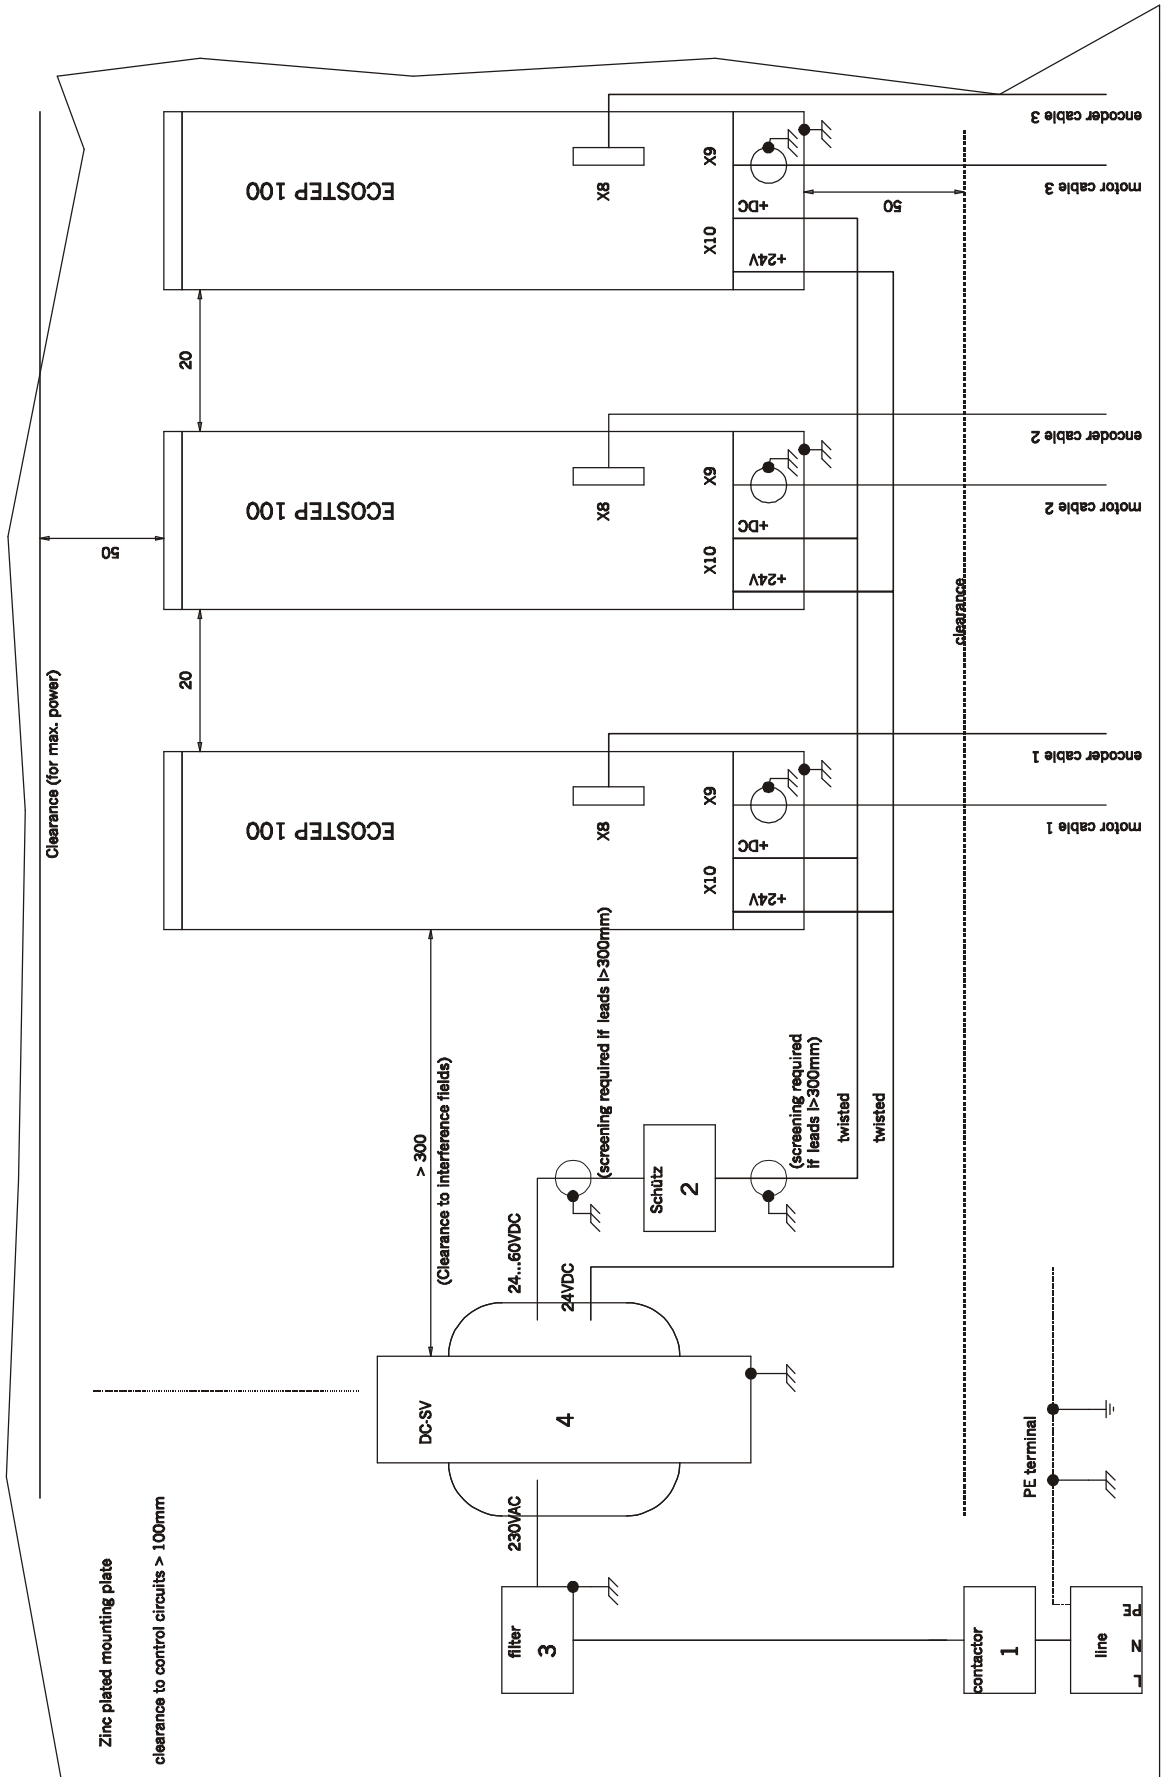 Zinc plated mounting plate
clearance to control circuits > 100mm
Clearance (for max. power)
50
20
20
ECOSTEP 100
ECOSTEP 100
ECOSTEP 100
> 300
(Clearance to interference fields)
DC-SV
4
230VAC
24...60VDC
24VDC
filter
3
(screening required if leads l>300mm)
Schütz
2
(screening required
if leads l>300mm)
twisted
twisted
X8
X8
X8
X10
X9
X10
X9
X10
X9
+24V
+DC
+24V
+DC
+24V
+DC
50
clearance
contactor
1
line
L
N
PE
PE terminal
motor cable 1
encoder cable 1
motor cable 2
encoder cable 2
motor cable 3
encoder cable 3